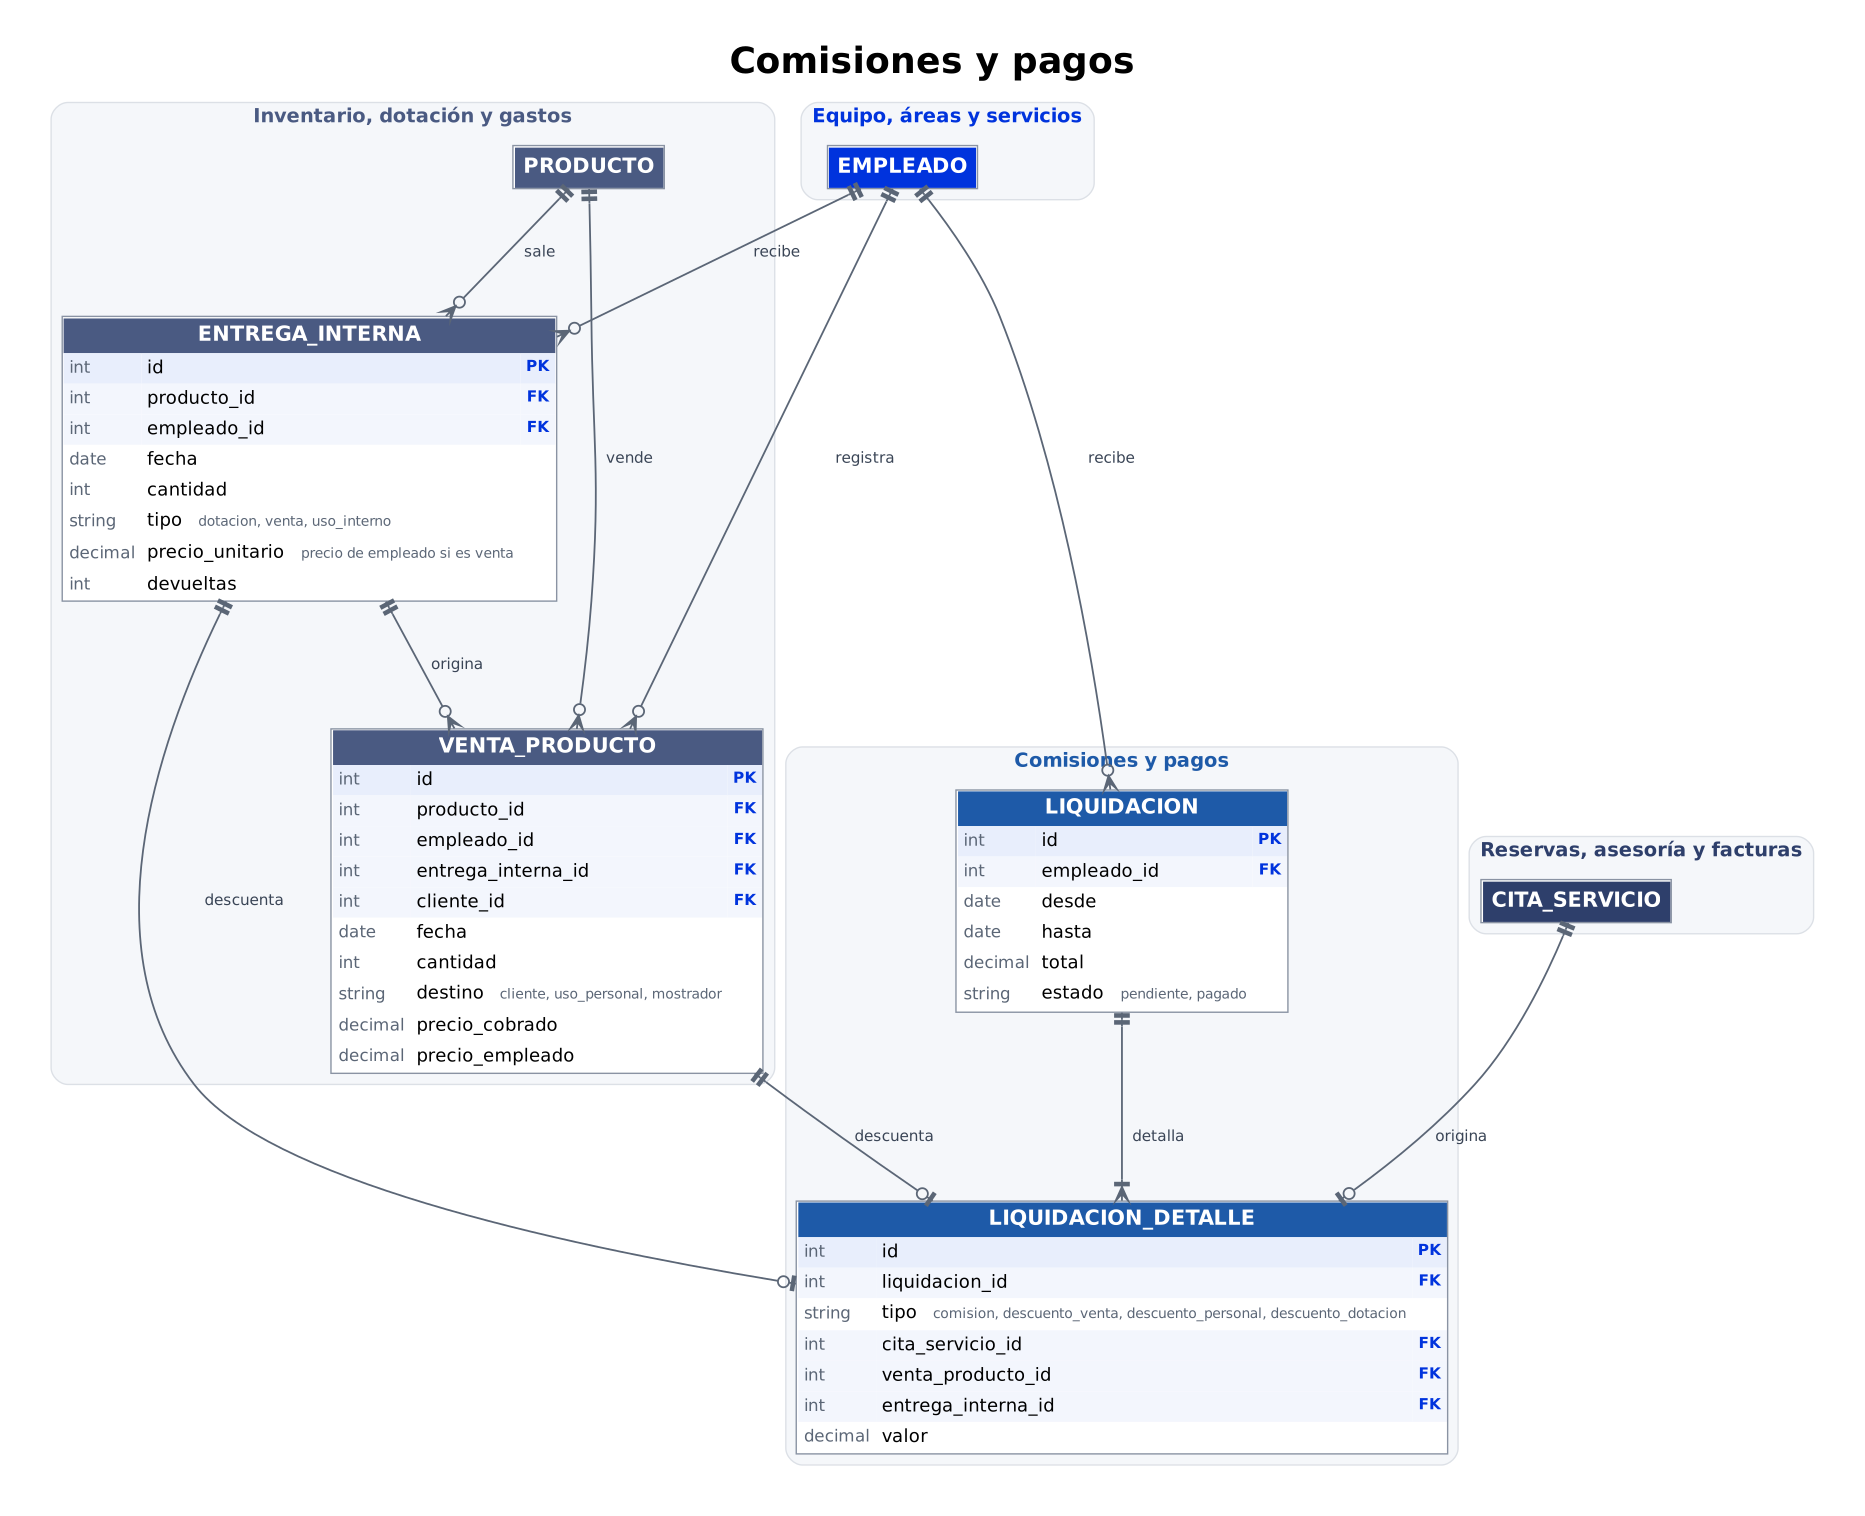 Comisiones y pagos
Inventario, dotación y gastos
Equipo, áreas y servicios
PRODUCTO
EMPLEADO
sale
recibe
ENTREGA_INTERNA
int id PK
int producto_id FK
int empleado_id FK
date fecha
int cantidad
string tipo dotacion, venta, uso_interno
decimal precio_unitario precio de empleado si es venta
int devueltas
vende
registra
recibe
origina
VENTA_PRODUCTO
int id PK
int producto_id FK
int empleado_id FK
int entrega_interna_id FK
int cliente_id FK
date fecha
int cantidad
string destino cliente, uso_personal, mostrador
decimal precio_cobrado
decimal precio_empleado
descuenta
Comisiones y pagos
LIQUIDACION
int id PK
int empleado_id FK
date desde
date hasta
decimal total
string estado pendiente, pagado
Reservas, asesoría y facturas
CITA_SERVICIO
descuenta
detalla
origina
LIQUIDACION_DETALLE
int id PK
int liquidacion_id FK
string tipo comision, descuento_venta, descuento_personal, descuento_dotacion
int cita_servicio_id FK
int venta_producto_id FK
int entrega_interna_id FK
decimal valor